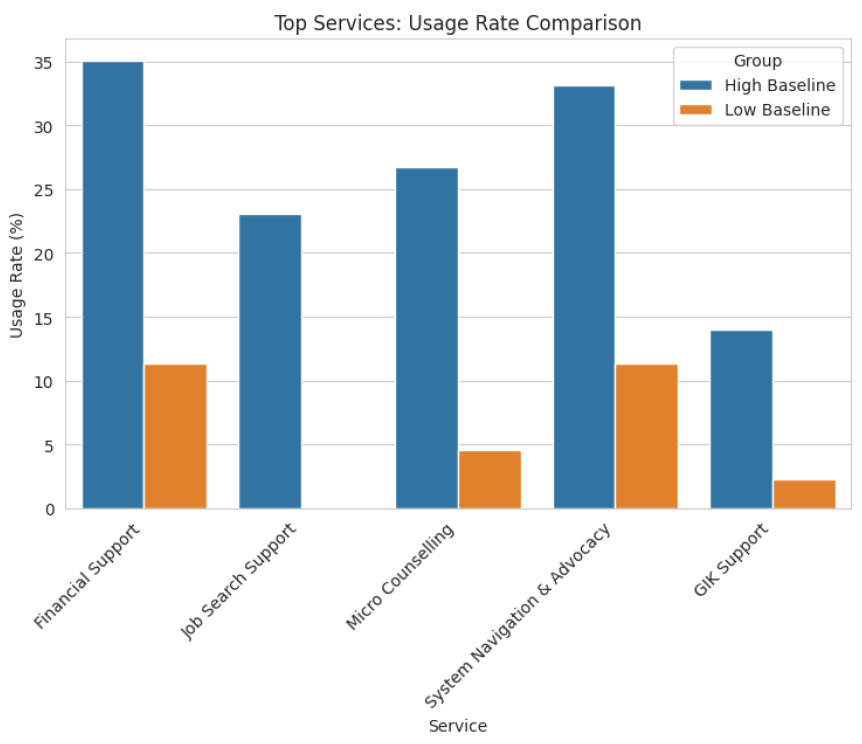 Top Services: Usage Rate Comparison
Group
High Baseline
Low Baseline
Usage Rate (%)
35
30
25
20
15
10
5
0
Financial Support
Job Search Support
Micro Counselling
System Navigation & Advocacy
GIK Support
Service